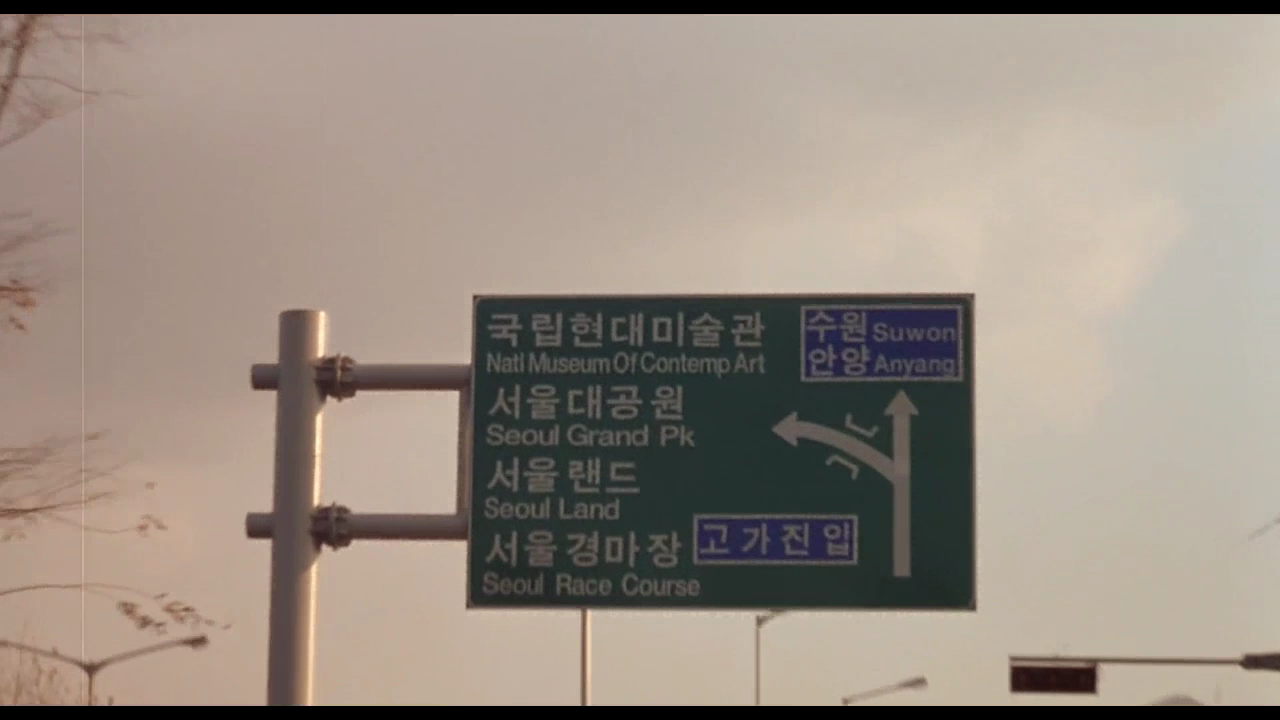 국립현대미술관
Natl Museum Of Contemp Art
서울대공원
Seoul Grand Pk
서울랜드
Seoul Land
서울경마장
Seoul Race Course
고가진입
수원 Suwon
안양 Anyang